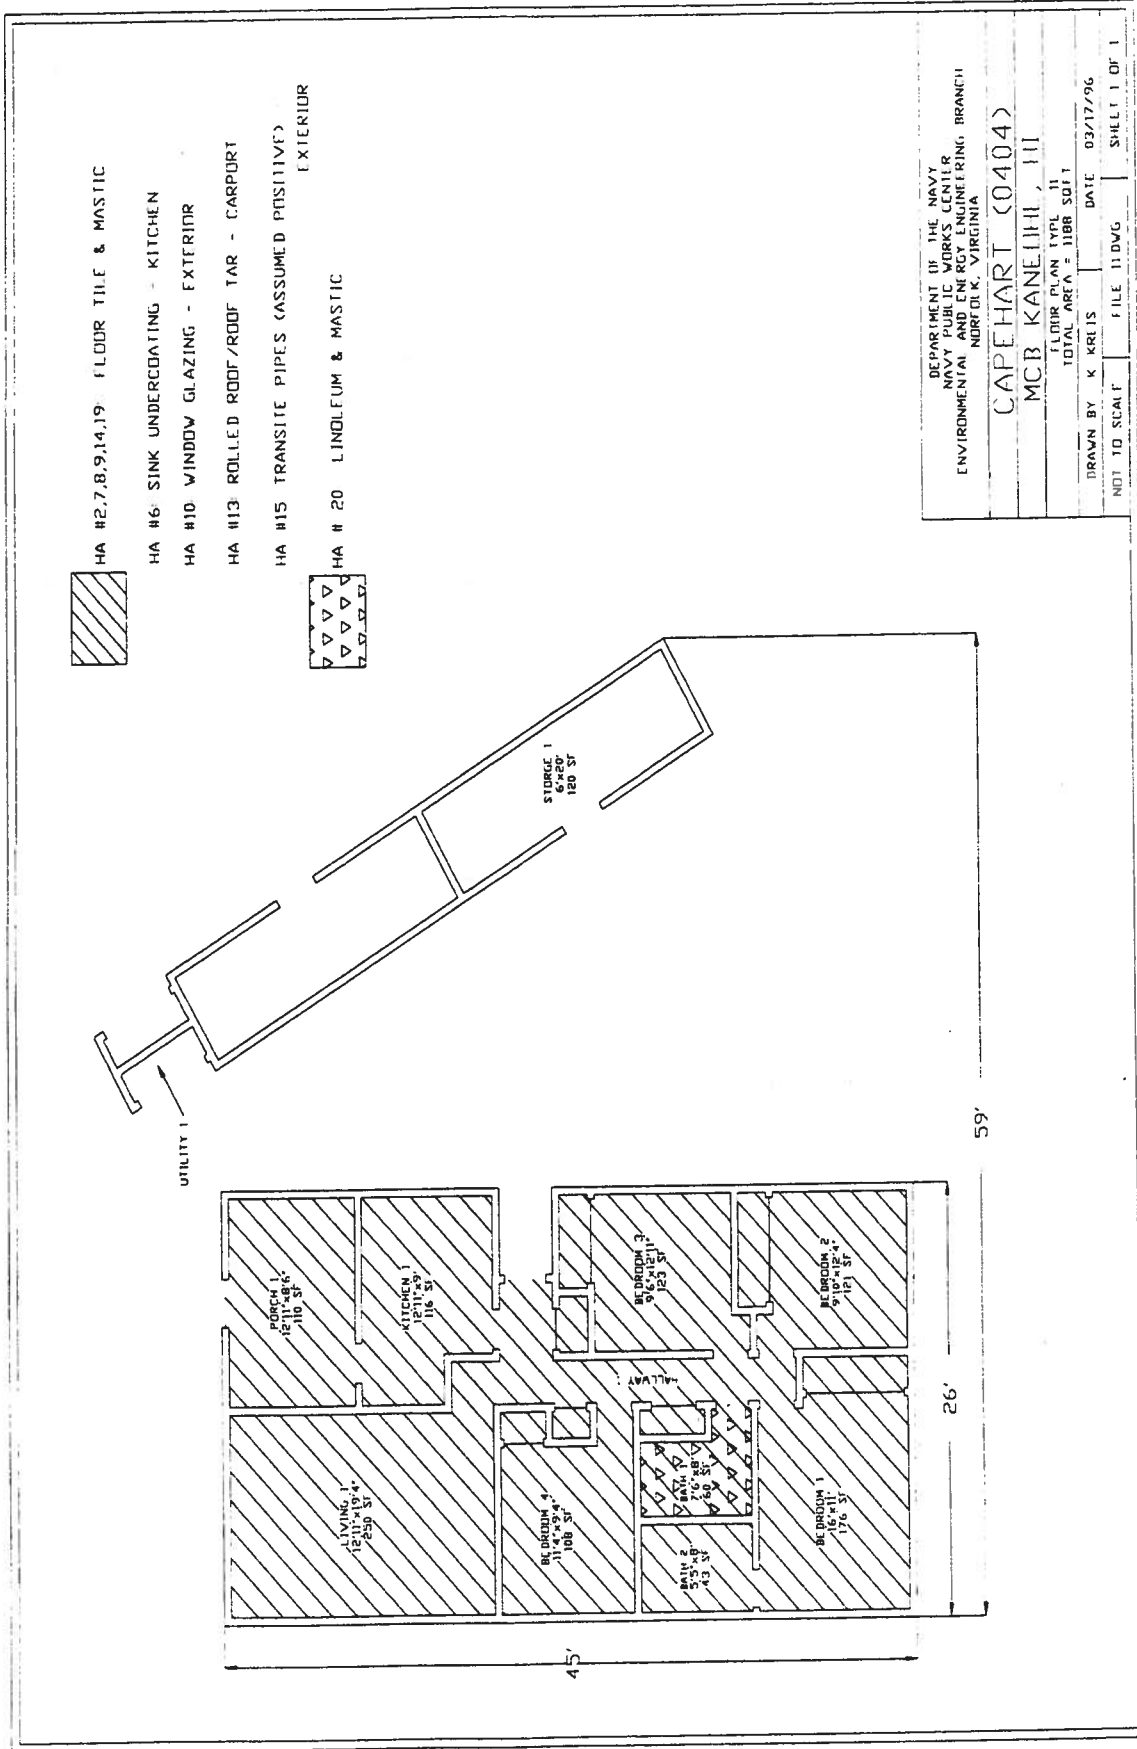 HA #2,7,8,9,14,19 FLOOR TILE & MASTIC
HA #6 SINK UNDERCOATING - KITCHEN
HA #10 WINDOW GLAZING - EXTERIOR
HA #13 ROLLED ROOF/ROOF TAR - CARPORT
HA #15 TRANSITE PIPES (ASSUMED POSITIVE)
EXTERIOR
HA # 20 LINOLEUM & MASTIC
UTILITY 1
STORGE 1
6'x20'
120 SF
PORCH 1
12'11"x8'6"
110 SF
KITCHEN 1
12'11"x9'
116 SF
LIVING 1
12'11"x19'4"
250 SF
HALLWAY 1
BEDROOM 3
9'6"x12'11"
123 SF
BEDROOM 2
9'10"x12'4"
121 SF
BEDROOM 4
11'4"x9'4"
108 SF
BATH 1
7'6"x8'
60 SF
BATH 2
5'5"x8'
43 SF
BEDROOM 1
16'x11'
176 SF
45'
26'
59'
DEPARTMENT OF THE NAVY
NAVY PUBLIC WORKS CENTER
ENVIRONMENTAL AND ENERGY ENGINEERING BRANCH
NORFOLK, VIRGINIA
CAPEHART (0404)
MCB KANEOHE, HI
FLOOR PLAN TYPE 11
TOTAL AREA = 1188 SQFT
DRAWN BY K KREIS DATE 03/17/96
NOT TO SCALE FILE 11DWG SHEET 1 OF 1